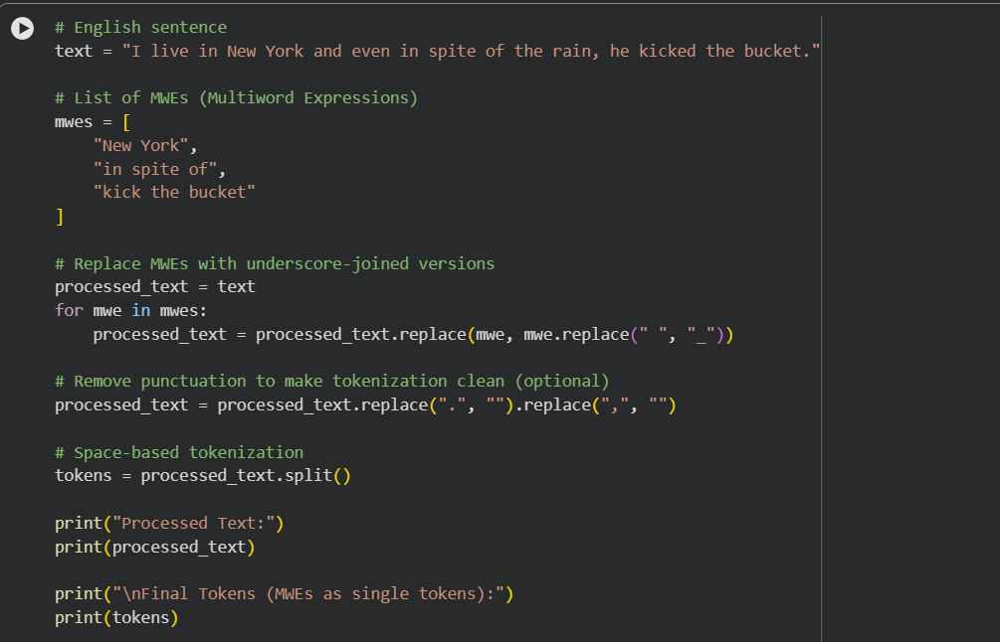 # English sentence
text = "I live in New York and even in spite of the rain, he kicked the bucket."
# List of MWEs (Multiword Expressions)
mwes = [
    "New York",
    "in spite of",
    "kick the bucket"
]
# Replace MWEs with underscore-joined versions
processed_text = text
for mwe in mwes:
    processed_text = processed_text.replace(mwe, mwe.replace(" ", "_"))
# Remove punctuation to make tokenization clean (optional)
processed_text = processed_text.replace(".", "").replace(",", "")
# Space-based tokenization
tokens = processed_text.split()
print("Processed Text:")
print(processed_text)
print("\nFinal Tokens (MWEs as single tokens):")
print(tokens)